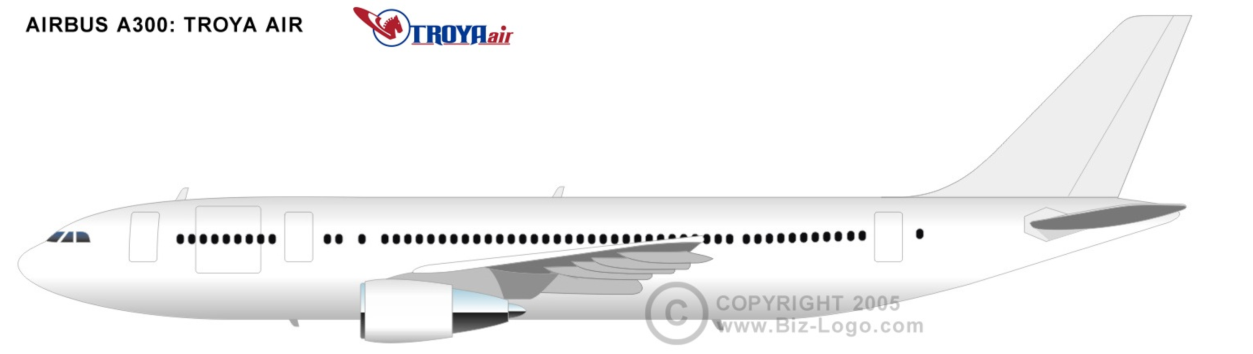 AIRBUS A300: TROYA AIR
TROYAair
© COPYRIGHT 2005
www.Biz-Logo.com